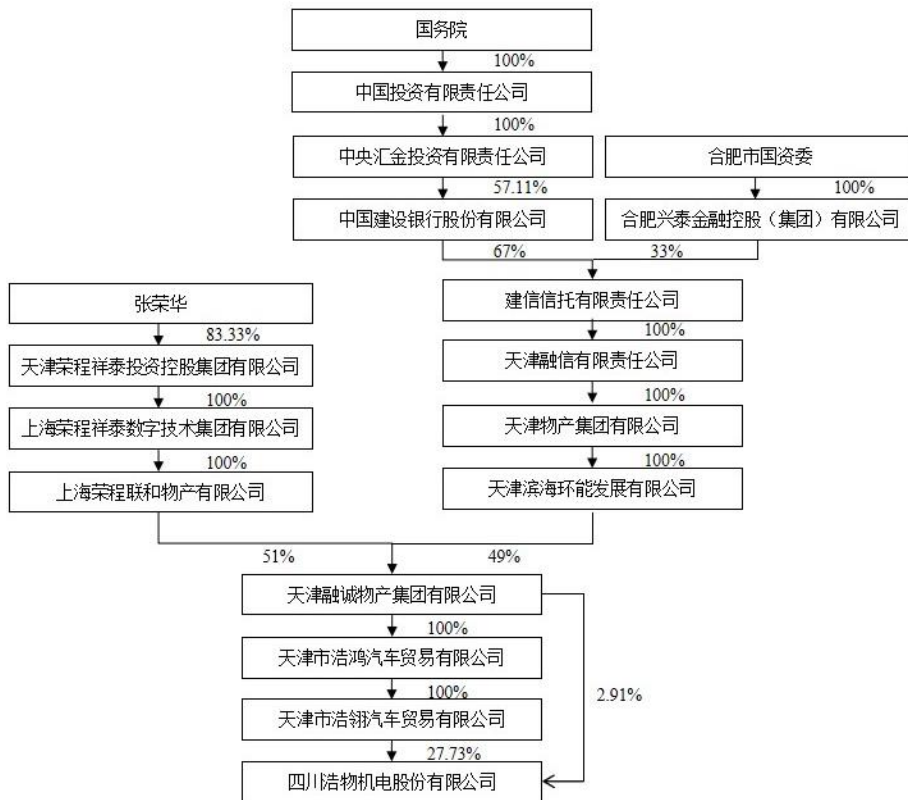 国务院
100%
中国投资有限责任公司
100%
中央汇金投资有限责任公司
合肥市国资委
57.11%
100%
中国建设银行股份有限公司
合肥兴泰金融控股（集团）有限公司
67%
33%
建信信托有限责任公司
张荣华
100%
83.33%
天津融信有限责任公司
天津荣程祥泰投资控股集团有限公司
100%
100%
天津物产集团有限公司
上海荣程祥泰数字技术集团有限公司
100%
100%
天津滨海环能发展有限公司
上海荣程联和物产有限公司
51%
49%
天津融诚物产集团有限公司
100%
天津市浩鸿汽车贸易有限公司
100%
2.91%
天津市浩翎汽车贸易有限公司
27.73%
四川浩物机电股份有限公司